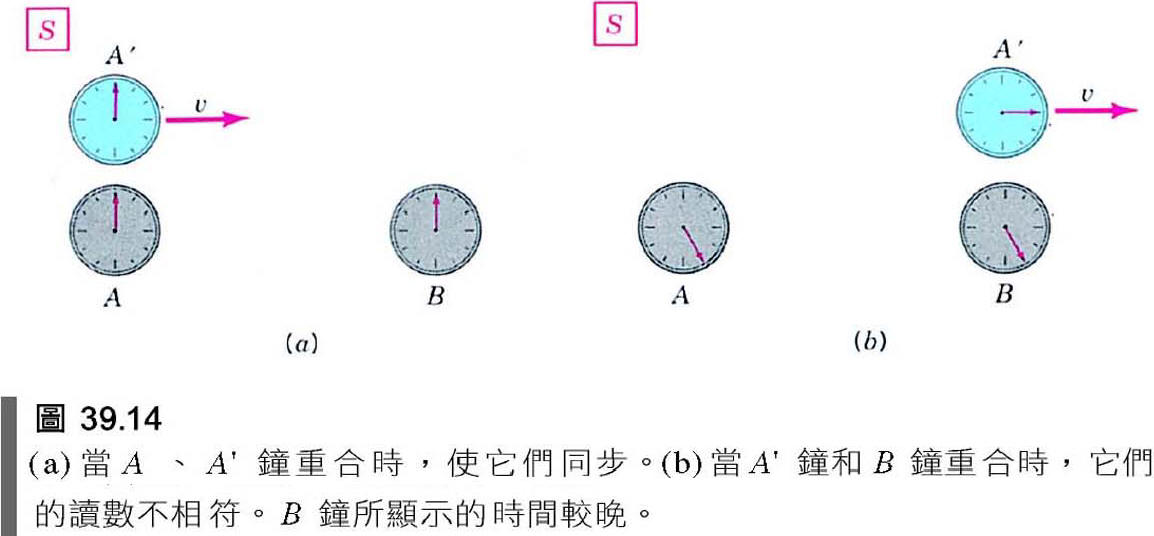 S
S
A′
A′
v
v
A
B
A
B
(a)
(b)
圖 39.14
(a) 當 A 、 A' 鐘重合時，使它們同步。(b) 當 A' 鐘和 B 鐘重合時，它們
的讀數不相符。B 鐘所顯示的時間較晚。